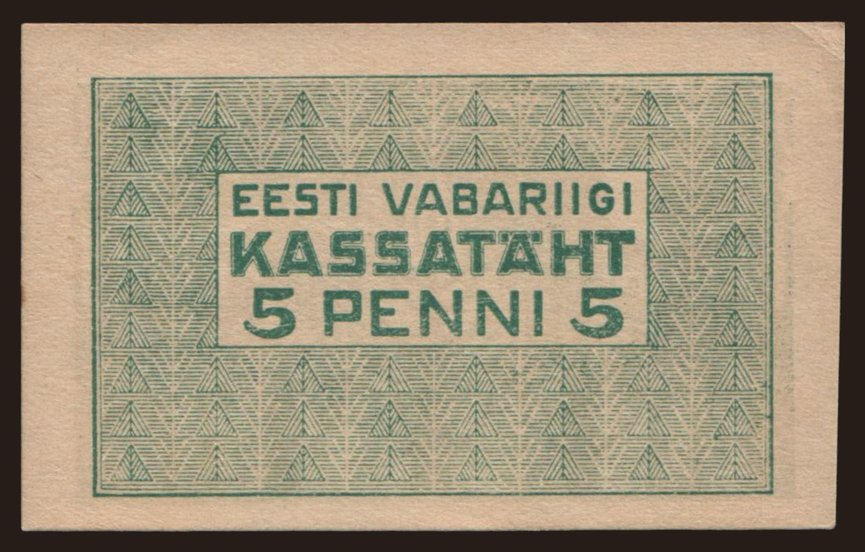 EESTI VABARIIGI
KASSATÄHT
5 PENNI 5